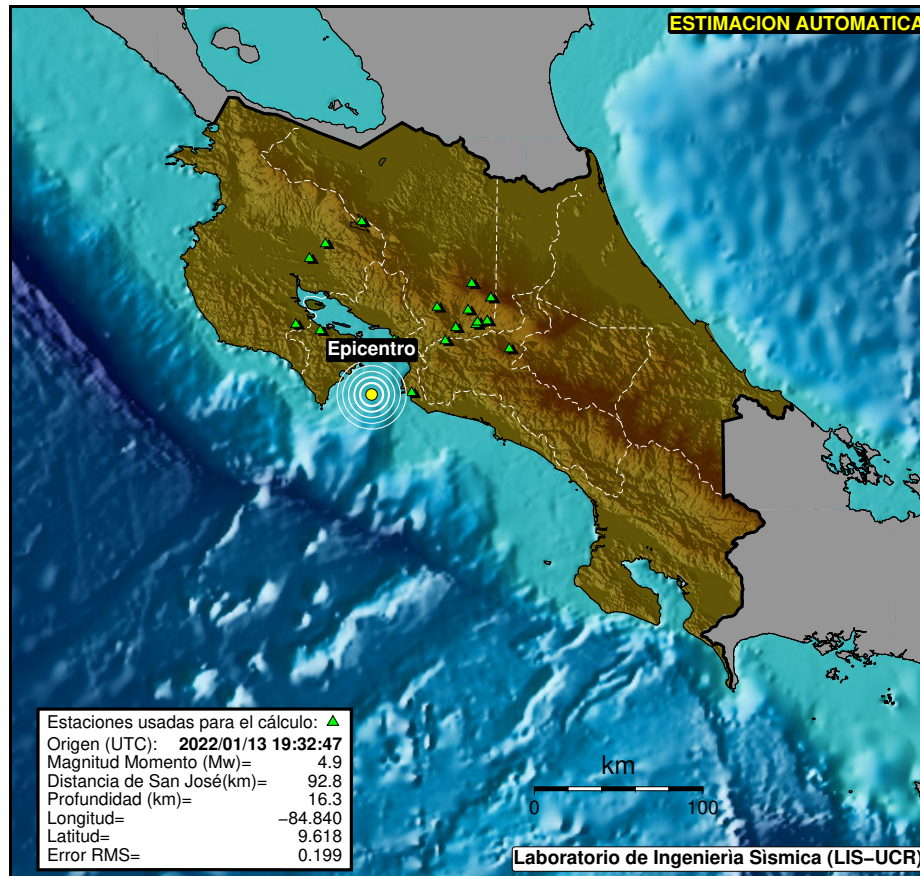 ESTIMACION AUTOMATICA
Epicentro
Estaciones usadas para el cálculo:
Origen (UTC): 2022/01/13 19:32:47
Magnitud Momento (Mw)= 4.9
Distancia de San José(km)= 92.8
Profundidad (km)= 16.3
Longitud= −84.840
Latitud= 9.618
Error RMS= 0.199
km
0 100
Laboratorio de Ingenierìa Sìsmica (LIS−UCR)